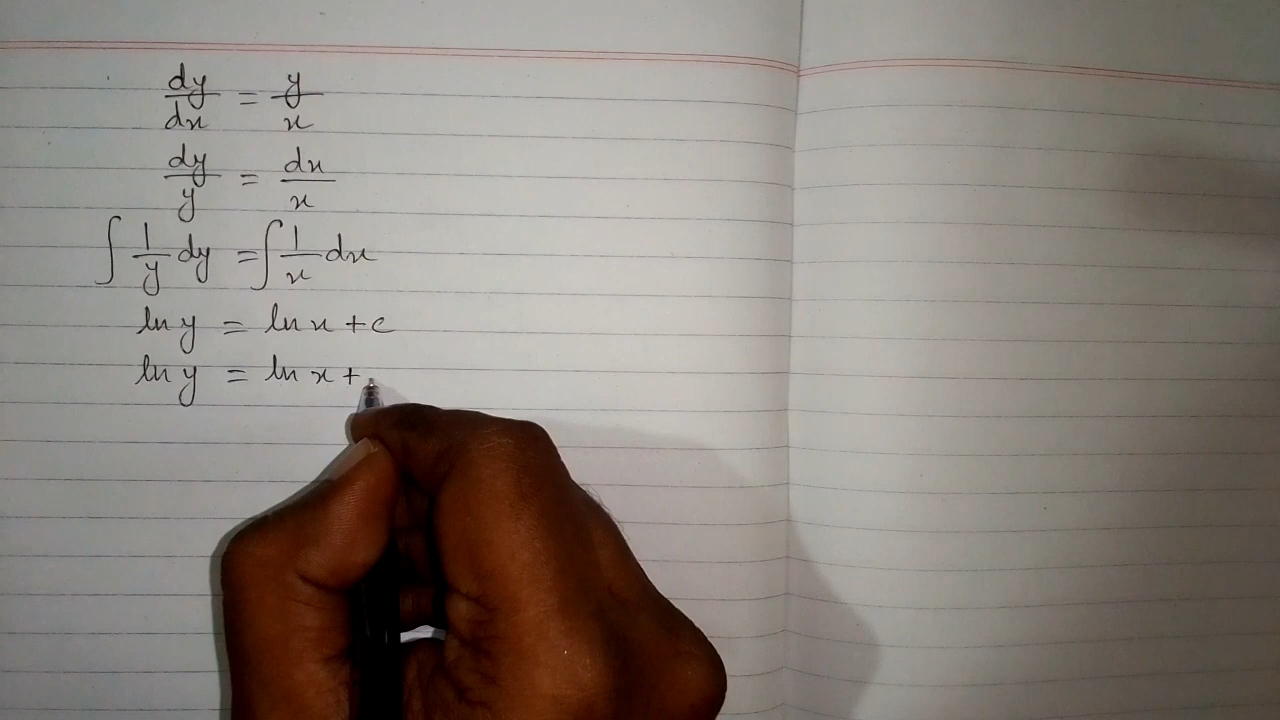 dy/dx = y/x
dy/y = dx/x
∫ 1/y dy = ∫ 1/x dx
ln y = ln x + c
ln y = ln x +